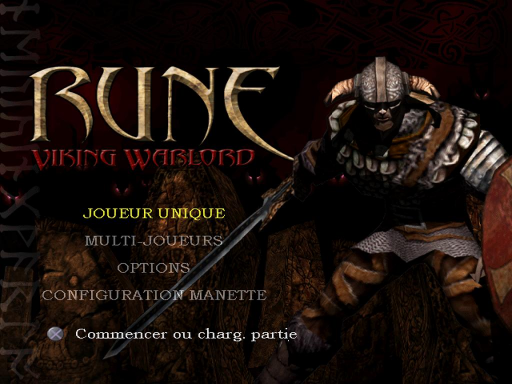 RUNE
VIKING WARLORD
JOUEUR UNIQUE
MULTI-JOUEURS
OPTIONS
CONFIGURATION MANETTE
Commencer ou charg. partie